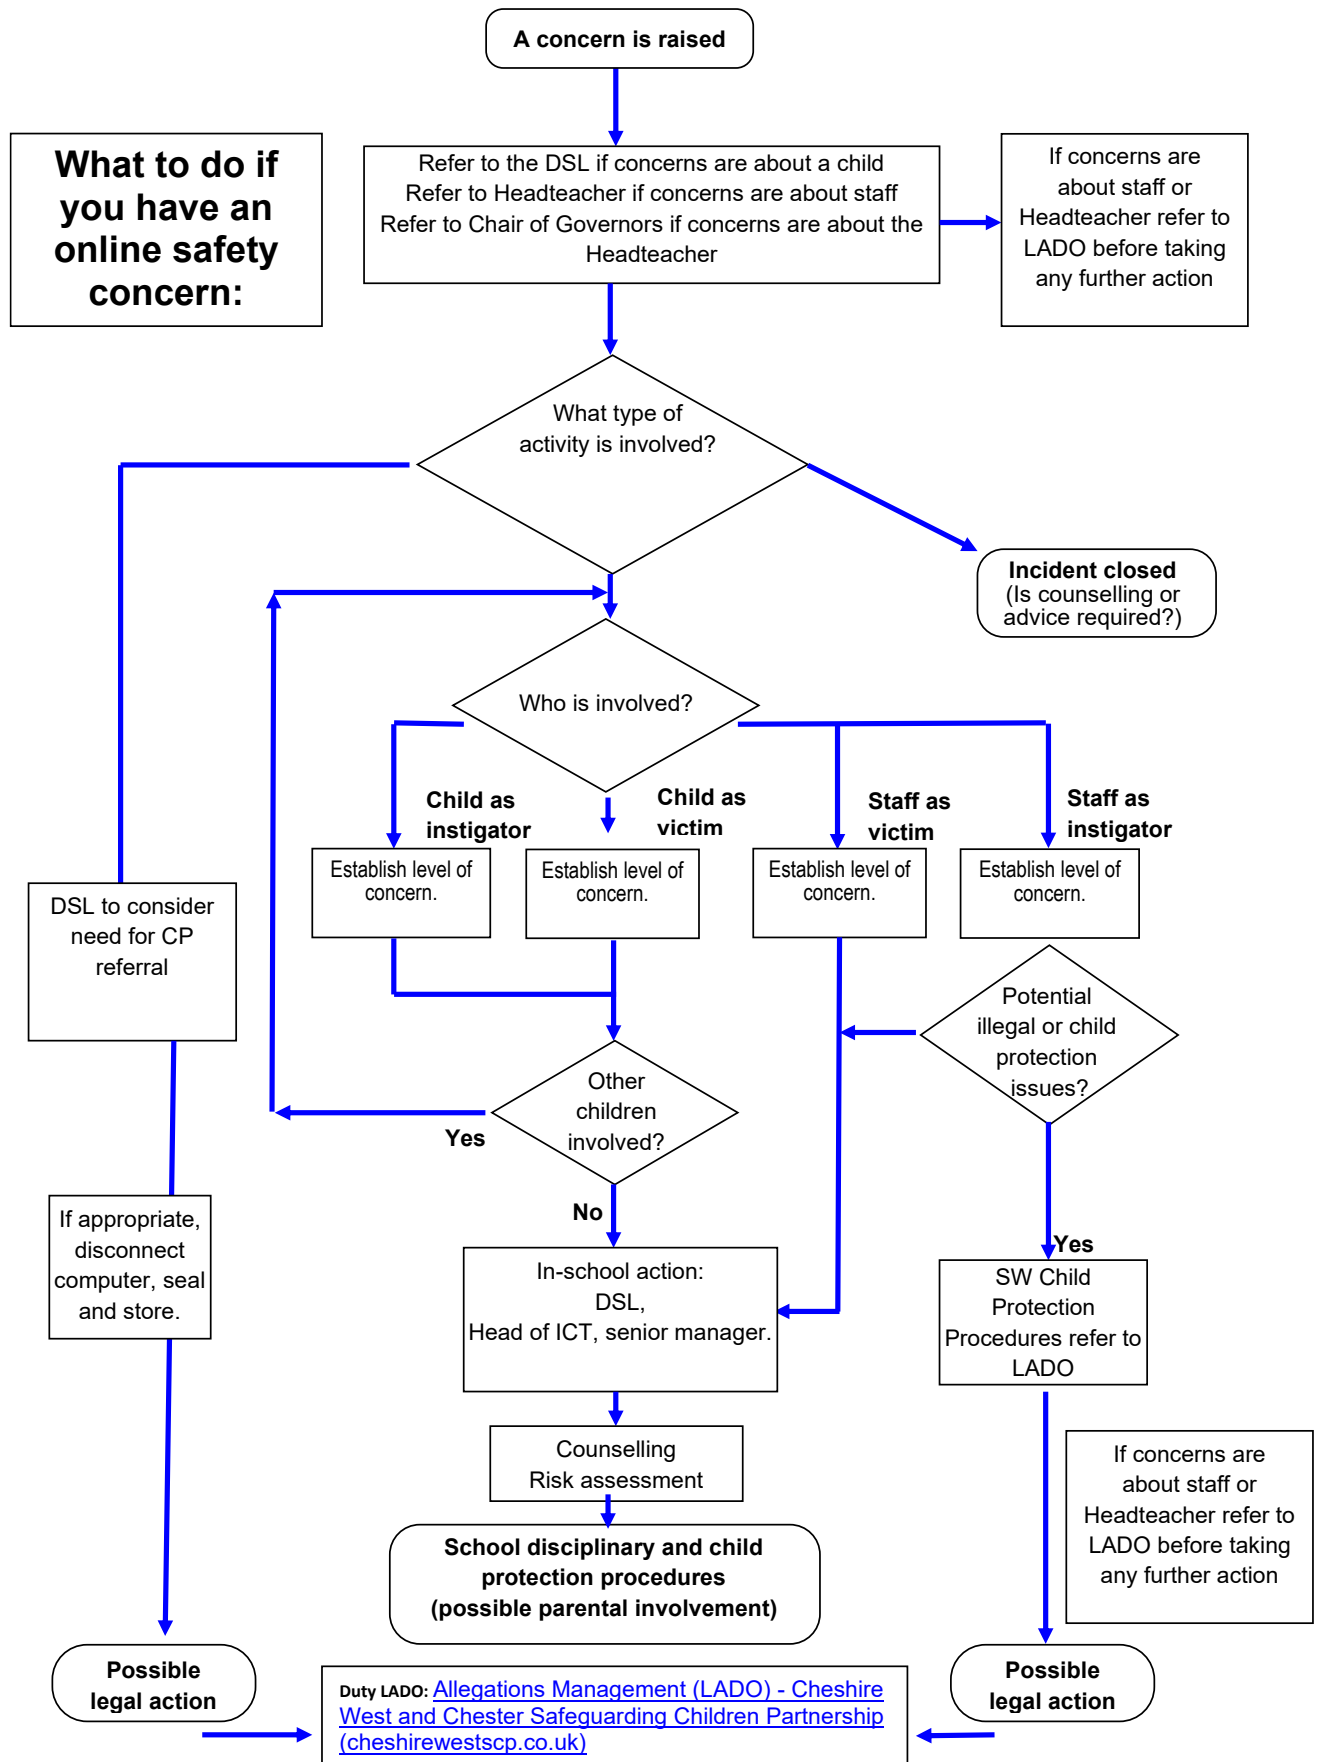 A concern is raised
What to do if
you have an
online safety
concern:
Refer to the DSL if concerns are about a child
Refer to Headteacher if concerns are about staff
Refer to Chair of Governors if concerns are about the
Headteacher
If concerns are
about staff or
Headteacher refer to
LADO before taking
any further action
What type of
activity is involved?
Incident closed
(Is counselling or
advice required?)
Who is involved?
Child as
instigator
Child as
victim
Staff as
victim
Staff as
instigator
Establish level of
concern.
Establish level of
concern.
Establish level of
concern.
Establish level of
concern.
DSL to consider
need for CP
referral
Potential
illegal or child
protection
issues?
Other
children
involved?
Yes
No
If appropriate,
disconnect
computer, seal
and store.
In-school action:
DSL,
Head of ICT, senior manager.
Yes
SW Child
Protection
Procedures refer to
LADO
Counselling
Risk assessment
If concerns are
about staff or
Headteacher refer to
LADO before taking
any further action
School disciplinary and child
protection procedures
(possible parental involvement)
Possible
legal action
Possible
legal action
Duty LADO: Allegations Management (LADO) - Cheshire
West and Chester Safeguarding Children Partnership
(cheshirewestscp.co.uk)